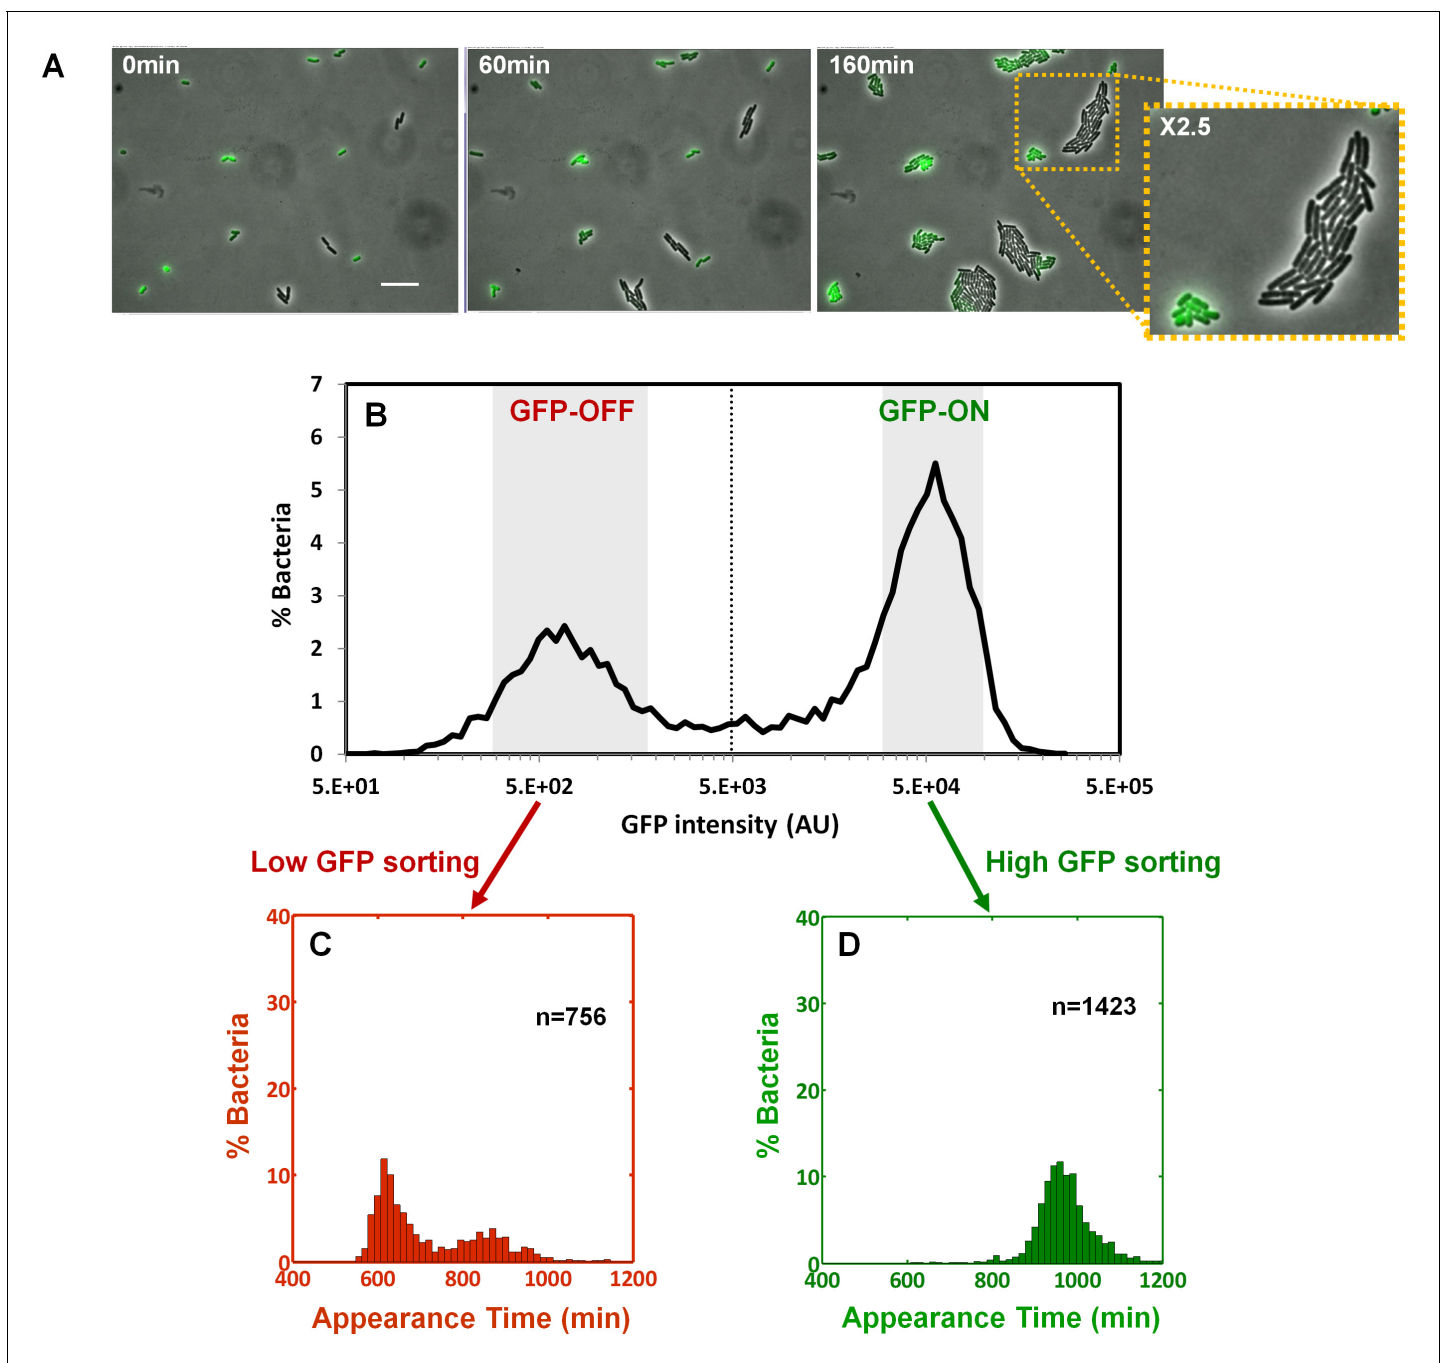 A
0min
60min
160min
X2.5
B
GFP-OFF
GFP-ON
7
6
5
4
3
2
1
0
% Bacteria
5.E+01
5.E+02
5.E+03
5.E+04
5.E+05
GFP intensity (AU)
Low GFP sorting
High GFP sorting
C
n=756
40
30
20
10
0
% Bacteria
400
600
800
1000
1200
Appearance Time (min)
D
n=1423
40
30
20
10
0
% Bacteria
400
600
800
1000
1200
Appearance Time (min)